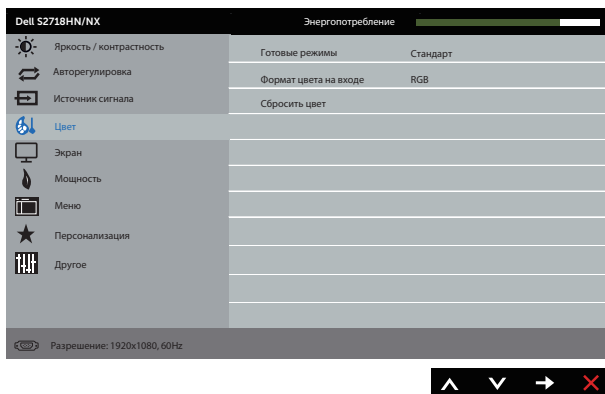 Dell S2718HN/NX
Энергопотребление
Яркость / контрастность
Авторегулировка
Источник сигнала
Цвет
Экран
Мощность
Меню
Персонализация
Другое
Готовые режимы Стандарт
Формат цвета на входе RGB
Сбросить цвет
Разрешение: 1920x1080, 60Hz